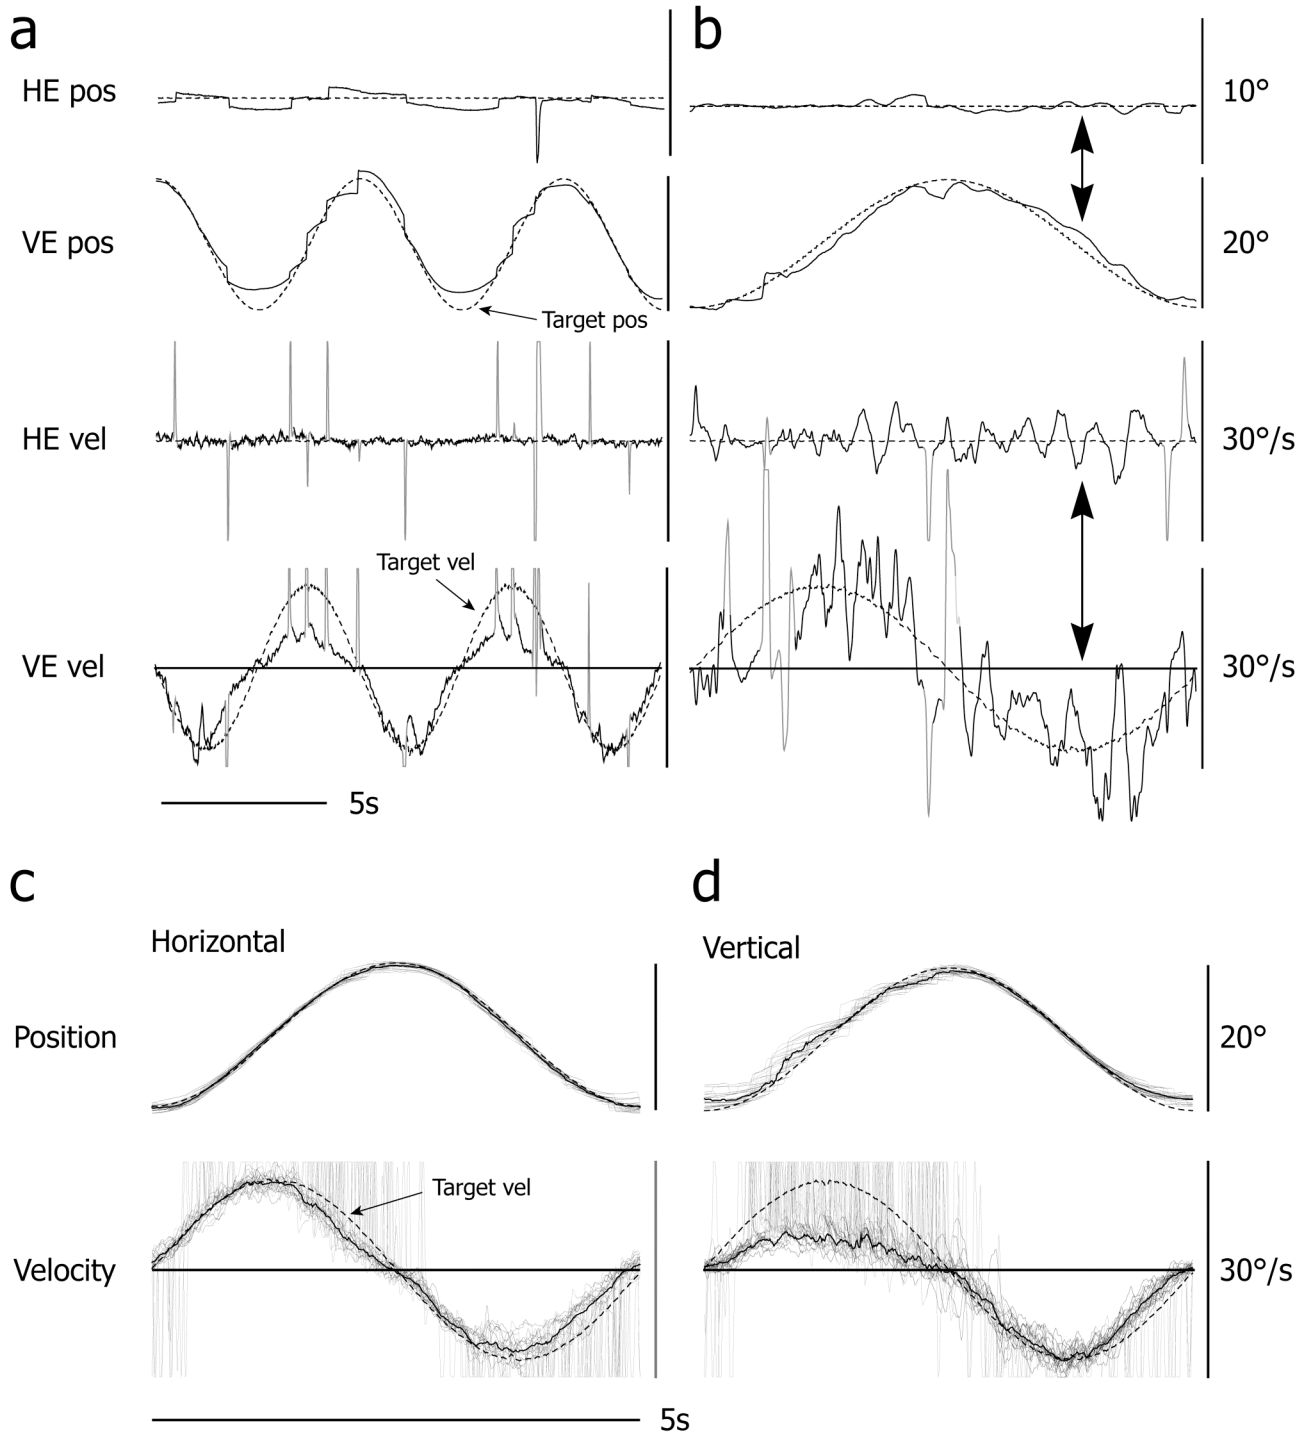 a
b
HE pos
10°
VE pos
20°
Target pos
HE vel
30°/s
Target vel
VE vel
30°/s
5s
c
d
Horizontal
Vertical
Position
20°
Target vel
Velocity
30°/s
5s